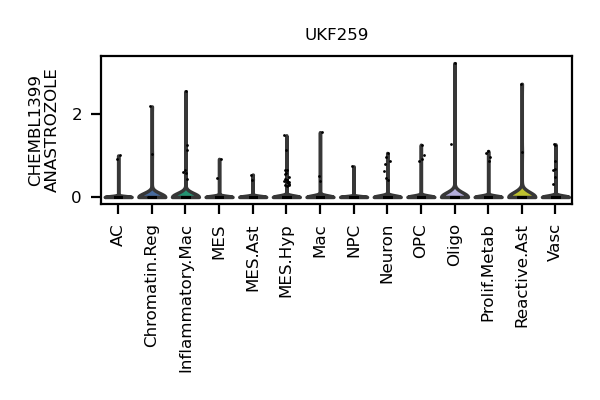 UKF259
CHEMBL1399
ANASTROZOLE
2
0
AC
Chromatin.Reg
Inflammatory.Mac
MES
MES.Ast
MES.Hyp
Mac
NPC
Neuron
OPC
Oligo
Prolif.Metab
Reactive.Ast
Vasc